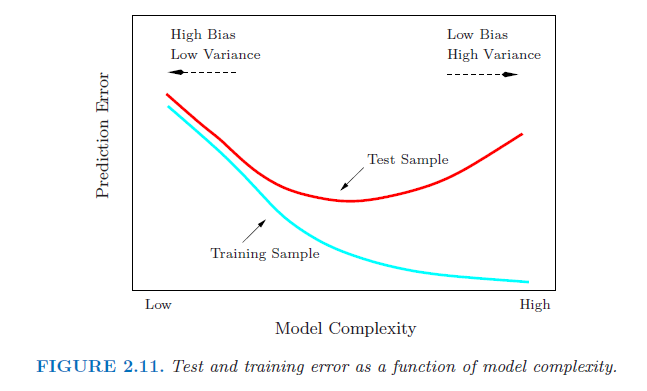 High Bias
Low Variance
Low Bias
High Variance
Prediction Error
Test Sample
Training Sample
Low
High
Model Complexity
FIGURE 2.11. Test and training error as a function of model complexity.